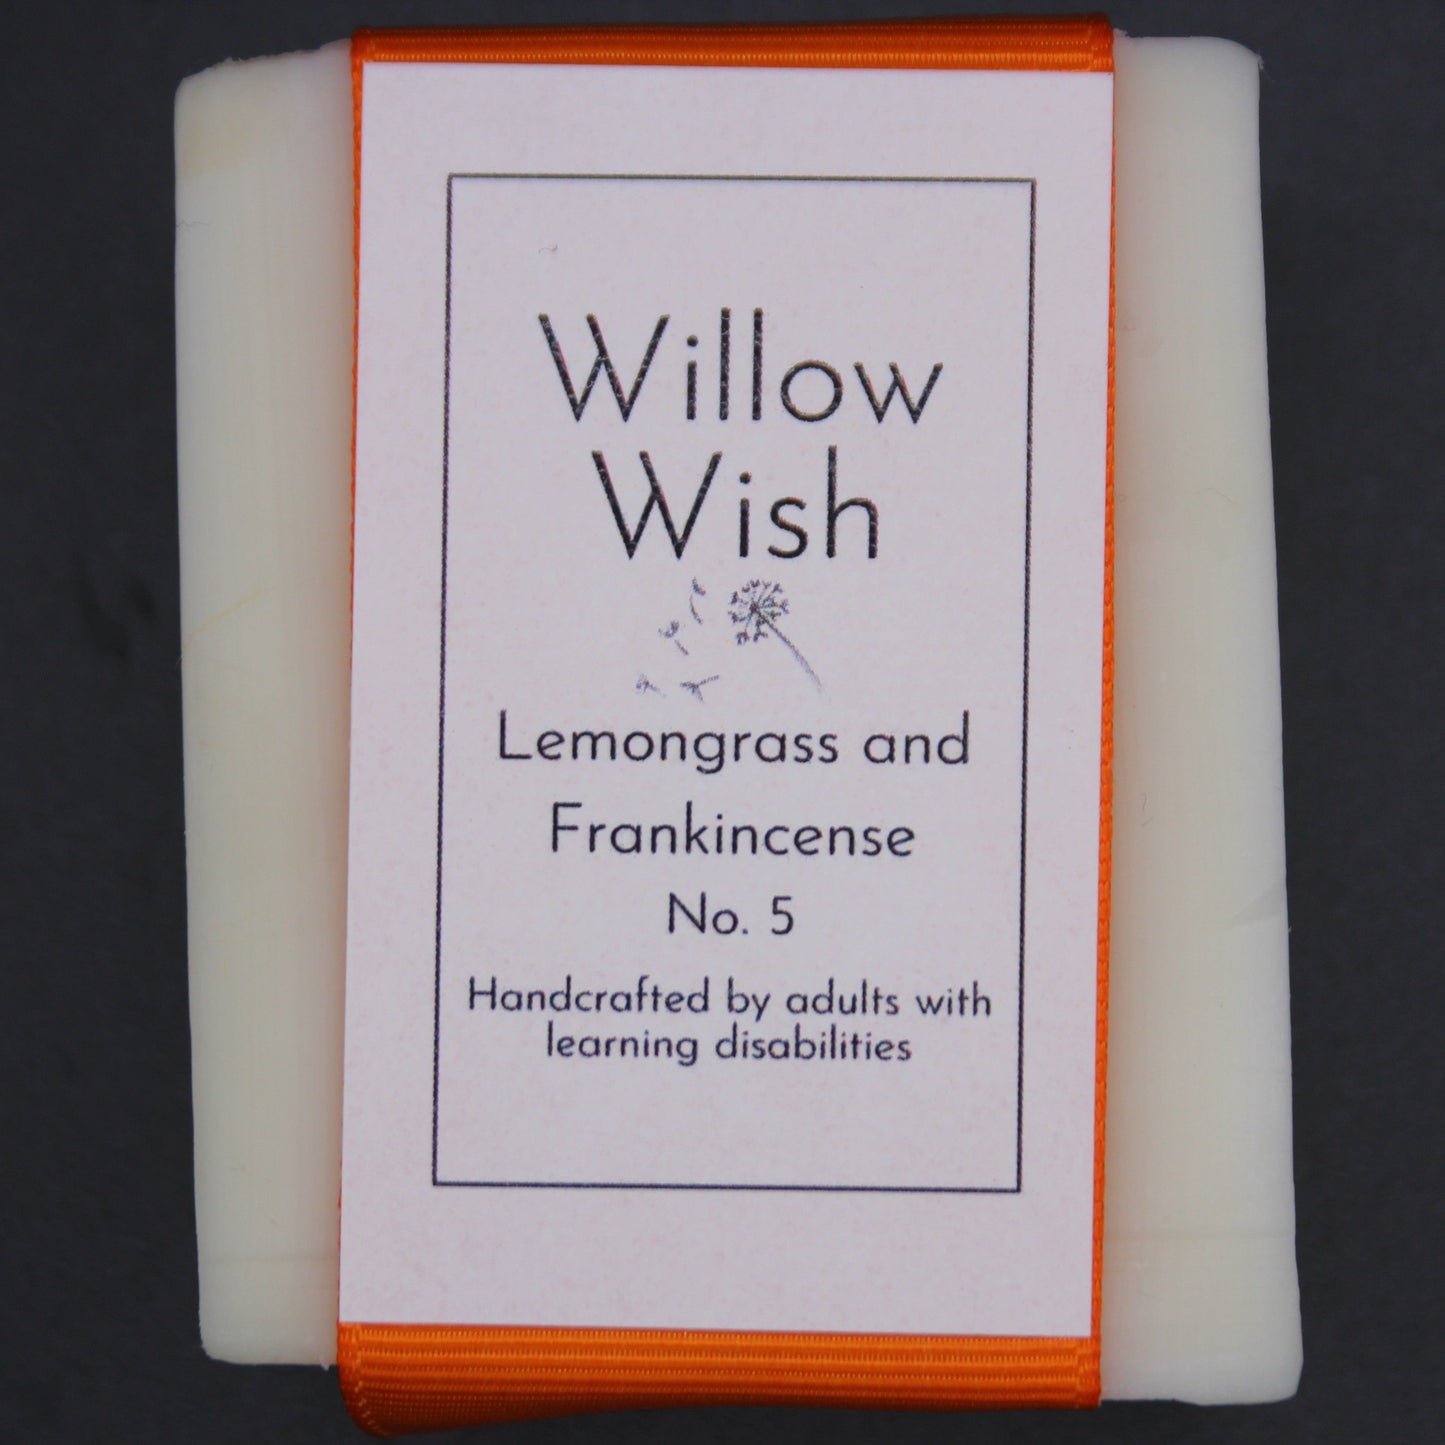 Willow
Wish
Lemongrass and
Frankincense
No. 5
Handcrafted by adults with
learning disabilities